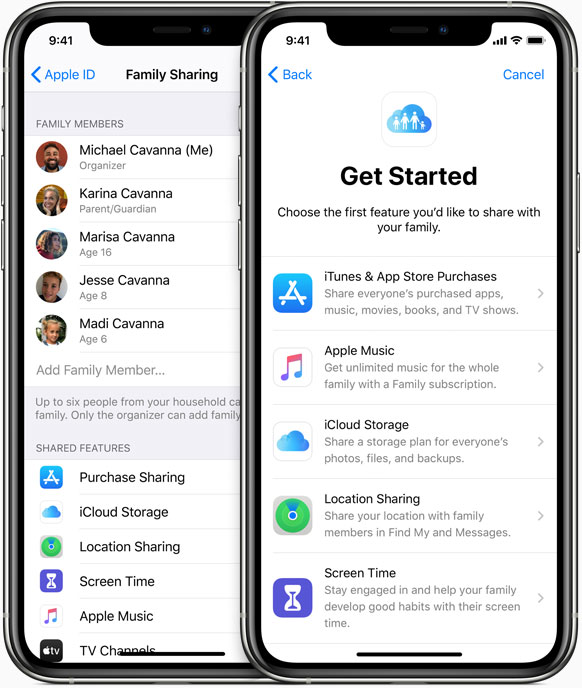 9:41
Apple ID
Family Sharing
FAMILY MEMBERS
Michael Cavanna (Me)
Organizer
Karina Cavanna
Parent/Guardian
Marisa Cavanna
Age 16
Jesse Cavanna
Age 8
Madi Cavanna
Age 6
Add Family Member...
Up to six people from your household ca
family. Only the organizer can add family
SHARED FEATURES
Purchase Sharing
iCloud Storage
Location Sharing
Screen Time
Apple Music
tv
TV Channels
9:41
Back
Cancel
Get Started
Choose the first feature you’d like to share with
your family.
iTunes & App Store Purchases
Share everyone’s purchased apps,
music, movies, books, and TV shows.
Apple Music
Get unlimited music for the whole
family with a Family subscription.
iCloud Storage
Share a storage plan for everyone’s
photos, files, and backups.
Location Sharing
Share your location with family
members in Find My and Messages.
Screen Time
Stay engaged in and help your family
develop good habits with their screen
time.